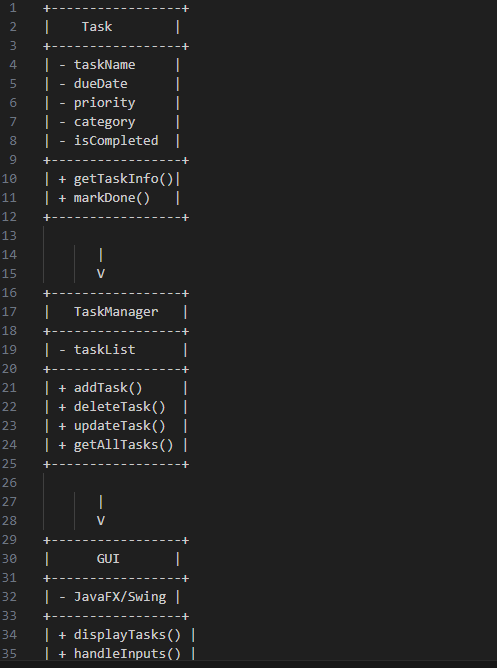 1 +-----------------+
2 |    Task        |
3 +-----------------+
4 | - taskName     |
5 | - dueDate      |
6 | - priority     |
7 | - category     |
8 | - isCompleted  |
9 +-----------------+
10 | + getTaskInfo()|
11 | + markDone()   |
12 +-----------------+
13
14        |
15        V
16 +-----------------+
17 |   TaskManager   |
18 +-----------------+
19 | - taskList      |
20 +-----------------+
21 | + addTask()     |
22 | + deleteTask()  |
23 | + updateTask()  |
24 | + getAllTasks() |
25 +-----------------+
26
27        |
28        V
29 +-----------------+
30 |      GUI       |
31 +-----------------+
32 | - JavaFX/Swing |
33 +-----------------+
34 | + displayTasks() |
35 | + handleInputs() |